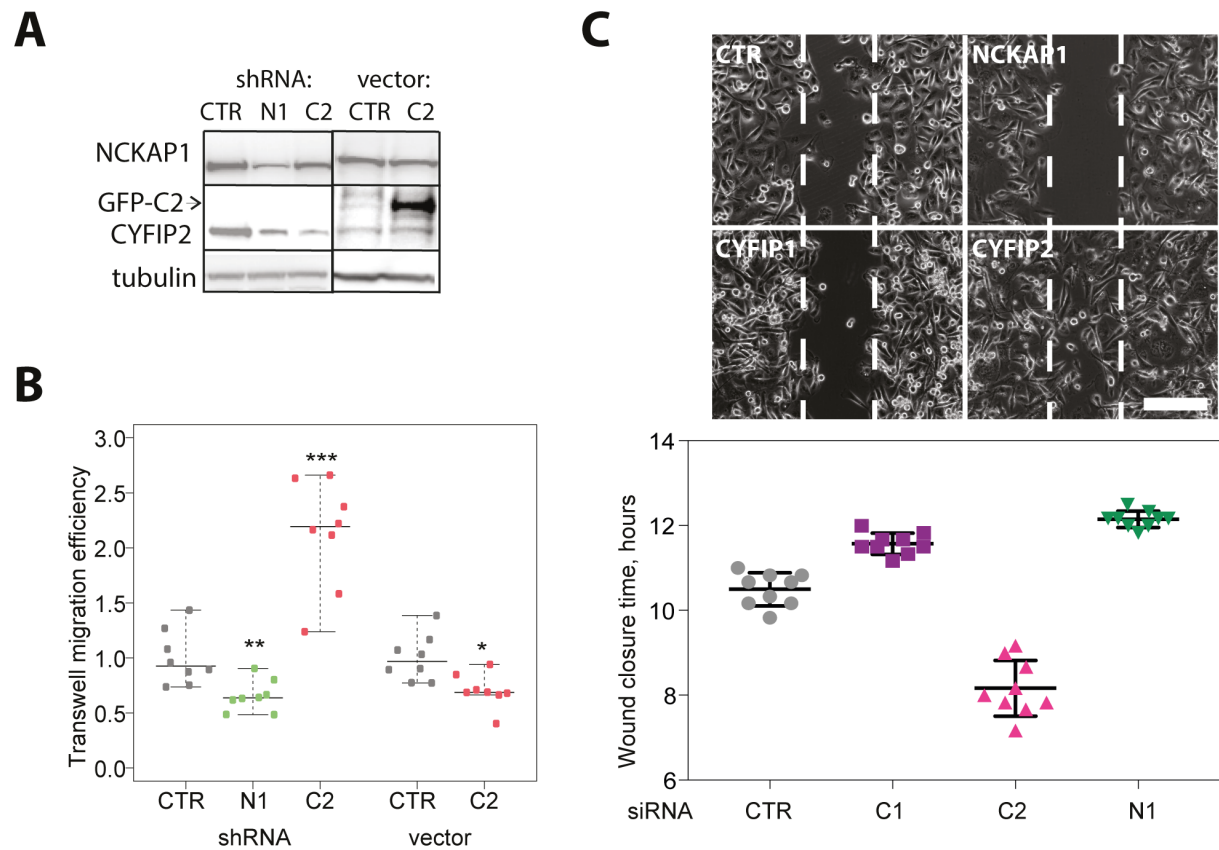 A
shRNA: vector:
CTR N1 C2 CTR C2
NCKAP1
GFP-C2
CYFIP2
tubulin
B
Transwell migration efficiency
3.0
2.5
2.0
1.5
1.0
0.5
0.0
***
**
*
CTR N1 C2 CTR C2
shRNA vector
C
CTR NCKAP1
CYFIP1 CYFIP2
Wound closure time, hours
14
12
10
8
6
siRNA CTR C1 C2 N1